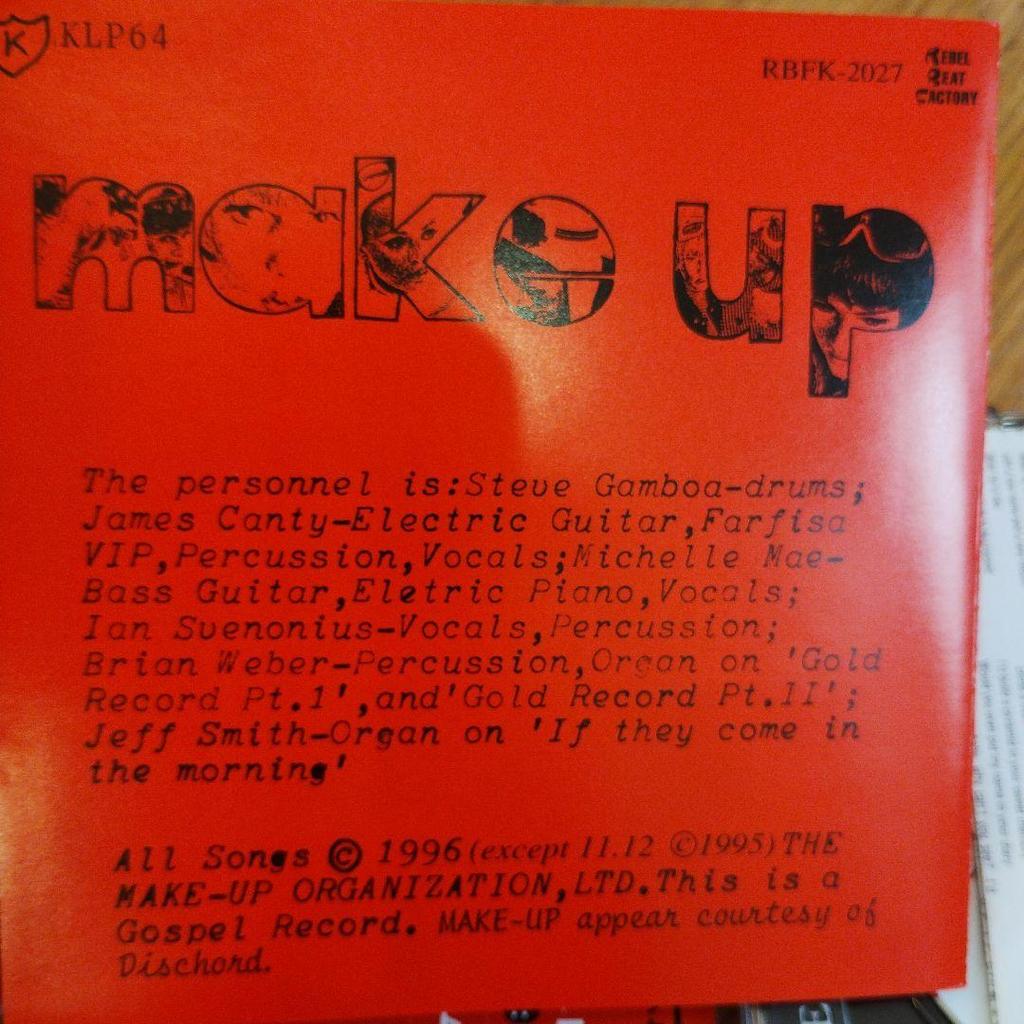 K KLP64
RBFK-2027 REBEL
BEAT
FACTORY
make up
The personnel is:Steve Gamboa-drums;
James Canty-Electric Guitar,Farfisa
VIP,Percussion,Vocals;Michelle Mae-
Bass Guitar,Eletric Piano,Vocals;
Ian Svenonius-Vocals,Percussion;
Brian Weber-Percussion,Organ on 'Gold
Record Pt.1',and'Gold Record Pt.II';
Jeff Smith-Organ on 'If they come in
the morning'
All Songs © 1996 (except 11.12 ©1995) THE
MAKE-UP ORGANIZATION,LTD.This is a
Gospel Record. MAKE-UP appear courtesy of
Dischord.